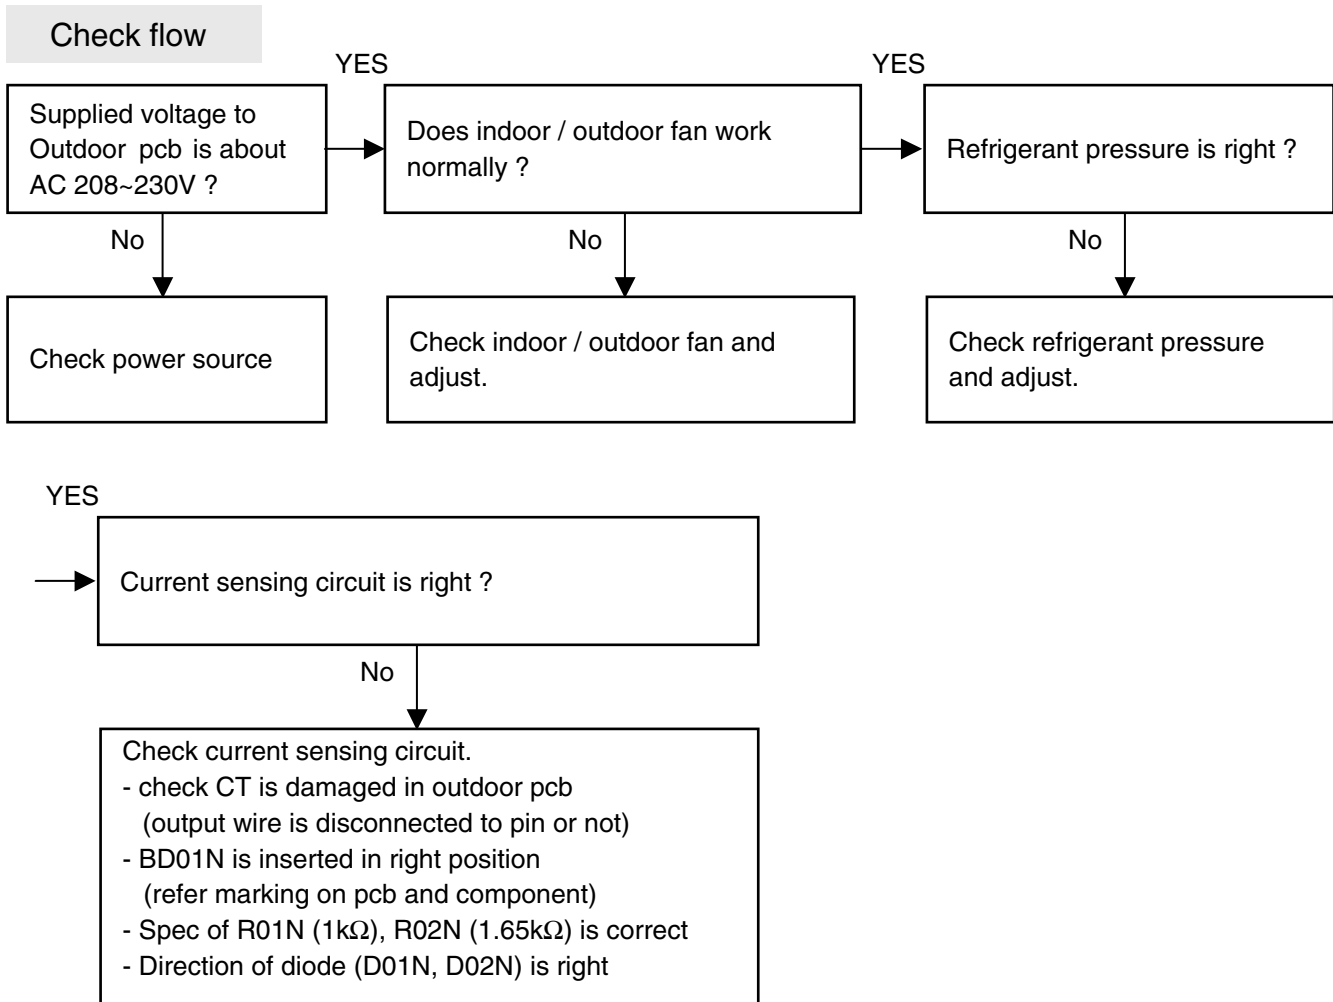 Check flow
YES
YES
Supplied voltage to
Outdoor pcb is about
AC 208~230V ?
Does indoor / outdoor fan work
normally ?
Refrigerant pressure is right ?
No
No
No
Check power source
Check indoor / outdoor fan and
adjust.
Check refrigerant pressure
and adjust.
YES
Current sensing circuit is right ?
No
Check current sensing circuit.
- check CT is damaged in outdoor pcb
(output wire is disconnected to pin or not)
- BD01N is inserted in right position
(refer marking on pcb and component)
- Spec of R01N (1kΩ), R02N (1.65kΩ) is correct
- Direction of diode (D01N, D02N) is right